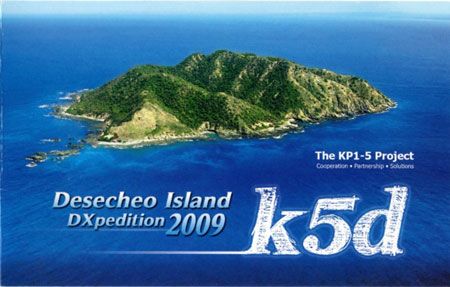 The KP1-5 Project
Cooperation • Partnership • Solutions
Desecheo Island
DXpedition 2009
k5d